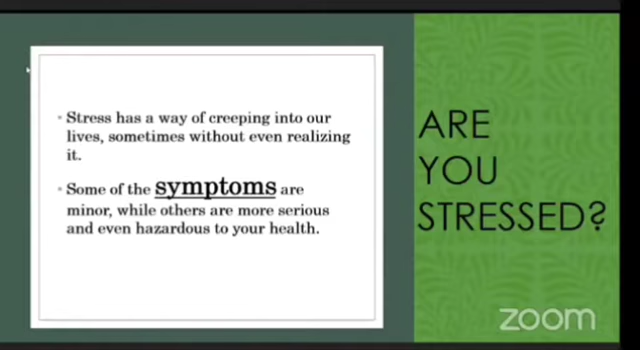 Stress has a way of creeping into our
lives, sometimes without even realizing
it.
Some of the symptoms are
minor, while others are more serious
and even hazardous to your health.
ARE
YOU
STRESSED?
zoom